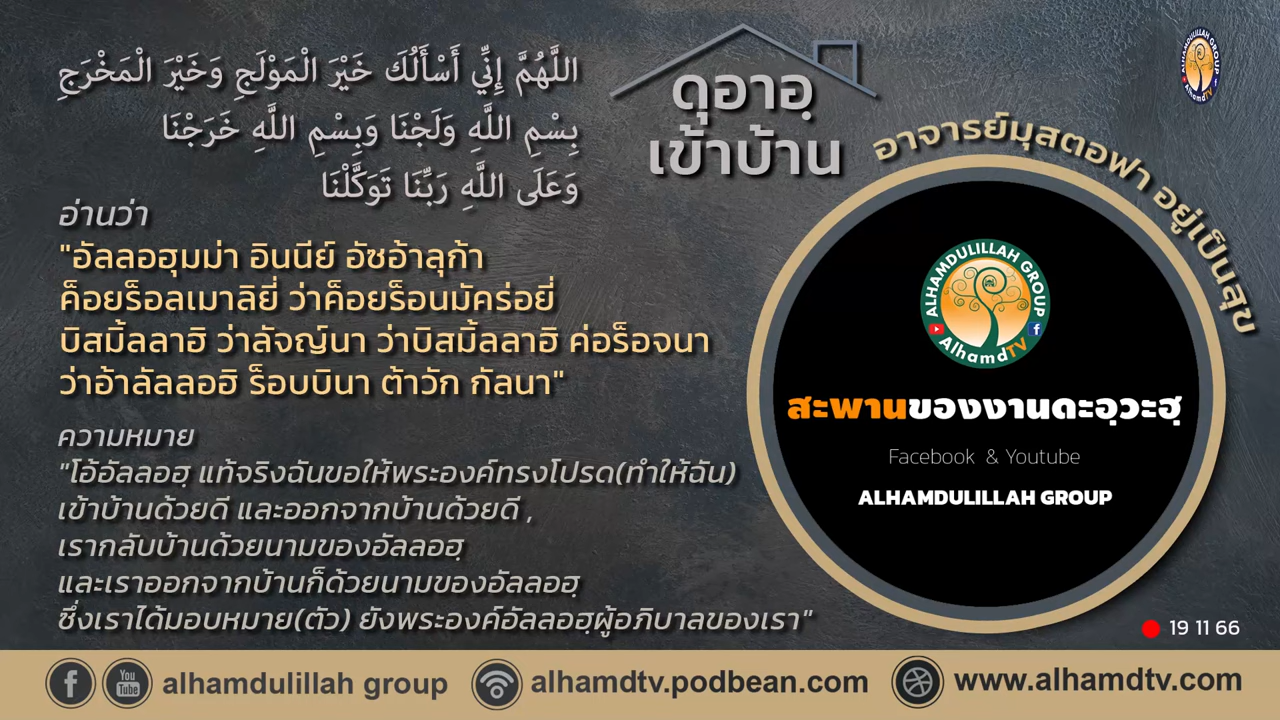 اللَّهُمَّ إِنِّي أَسْأَلُكَ خَيْرَ الْمَوْلَجِ وَخَيْرَ الْمَخْرَجِ
بِسْمِ اللَّهِ وَلَجْنَا وَبِسْمِ اللَّهِ خَرَجْنَا
وَعَلَى اللَّهِ رَبِّنَا تَوَكَّلْنَا
ดุอาอฺ
เข้าบ้าน
อ่านว่า
"อัลลอฮุมม่า อินนีย์ อัซอ้าลุก้า
ค็อยร็อลเมาลิยี่ ว่าค็อยร็อนมัคร่อยี่
บิสมิ้ลลาฮิ ว่าลัจญ์นา ว่าบิสมิ้ลลาฮิ ค่อร็อจนา
ว่าอ้าลัลลอฮิ ร็อบบินา ต้าวัก กัลนา"
ความหมาย
"โอ้อัลลอฮฺ แท้จริงฉันขอให้พระองค์ทรงโปรด(ทำให้ฉัน)
เข้าบ้านด้วยดี และออกจากบ้านด้วยดี ,
เรากลับบ้านด้วยนามของอัลลอฮฺ
และเราออกจากบ้านก็ด้วยนามของอัลลอฮฺ
ซึ่งเราได้มอบหมาย(ตัว) ยังพระองค์อัลลอฮฺผู้อภิบาลของเรา"
ALHAMDULILLAH GROUP
AlhamdTV
อาจารย์มุสตอฟา อยู่เป็นสุข
ALHAMDULILLAH GROUP
AlhamdTV
สะพานของงานดะอฺวะฮฺ
Facebook & Youtube
ALHAMDULILLAH GROUP
19 11 66
You Tube
alhamdulillah group
alhamdtv.podbean.com
www.alhamdtv.com